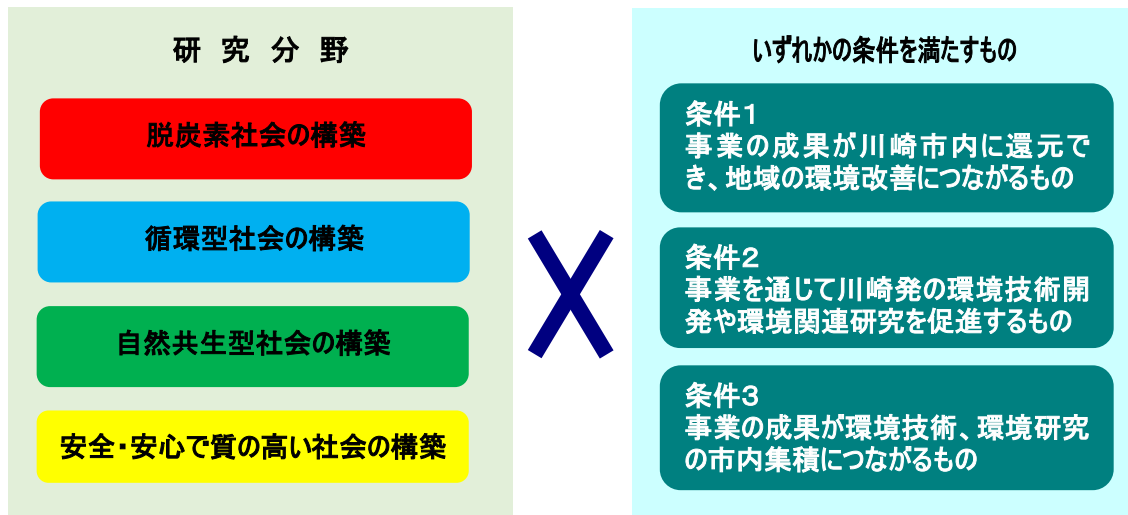 研究分野
脱炭素社会の構築
循環型社会の構築
自然共生型社会の構築
安全・安心で質の高い社会の構築
X
いずれかの条件を満たすもの
条件１
事業の成果が川崎市内に還元で
き、地域の環境改善につながるもの
条件２
事業を通じて川崎発の環境技術開
発や環境関連研究を促進するもの
条件３
事業の成果が環境技術、環境研究
の市内集積につながるもの